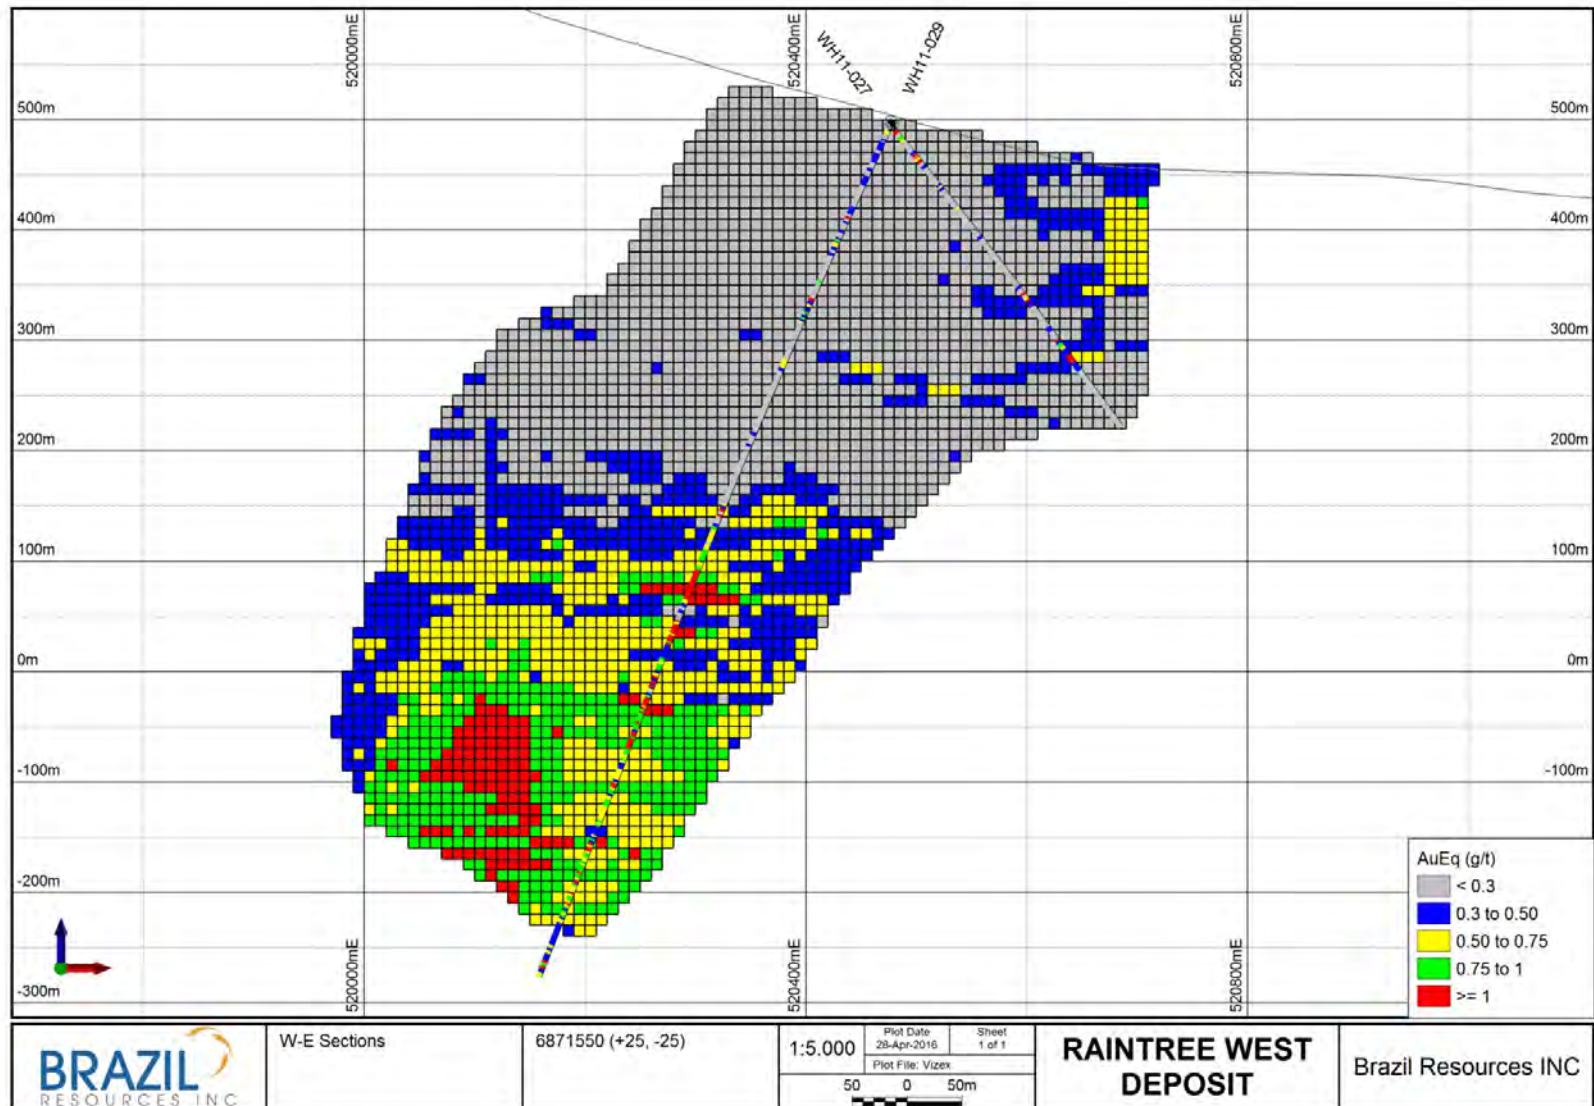 520000mE
520400mE
520800mE
WH11-027
WH11-029
500m
500m
400m
400m
300m
300m
200m
200m
100m
100m
0m
0m
-100m
-100m
-200m
-300m
520000mE
520400mE
520800mE
AuEq (g/t)
< 0.3
0.3 to 0.50
0.50 to 0.75
0.75 to 1
>= 1
BRAZIL
RESOURCES INC
W-E Sections
6871550 (+25, -25)
1:5.000
Plot Date
28-Apr-2016
Sheet
1 of 1
Plot File: Vizex
50 0 50m
RAINTREE WEST
DEPOSIT
Brazil Resources INC